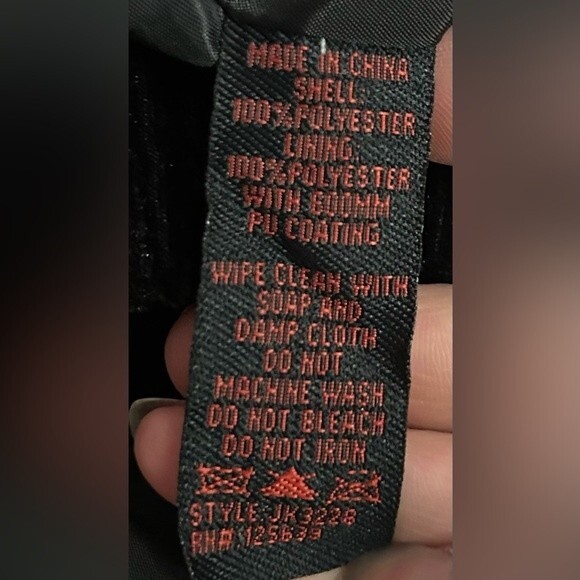 MADE IN CHINA
SHELL:
100%POLYESTER
LINING:
100%POLYESTER
WITH 600MM
PU COATING
WIPE CLEAN WITH
SOAP AND
DAMP CLOTH
DO NOT
MACHINE WASH
DO NOT BLEACH
DO NOT IRON
STYLE JK3228
RN# 125639